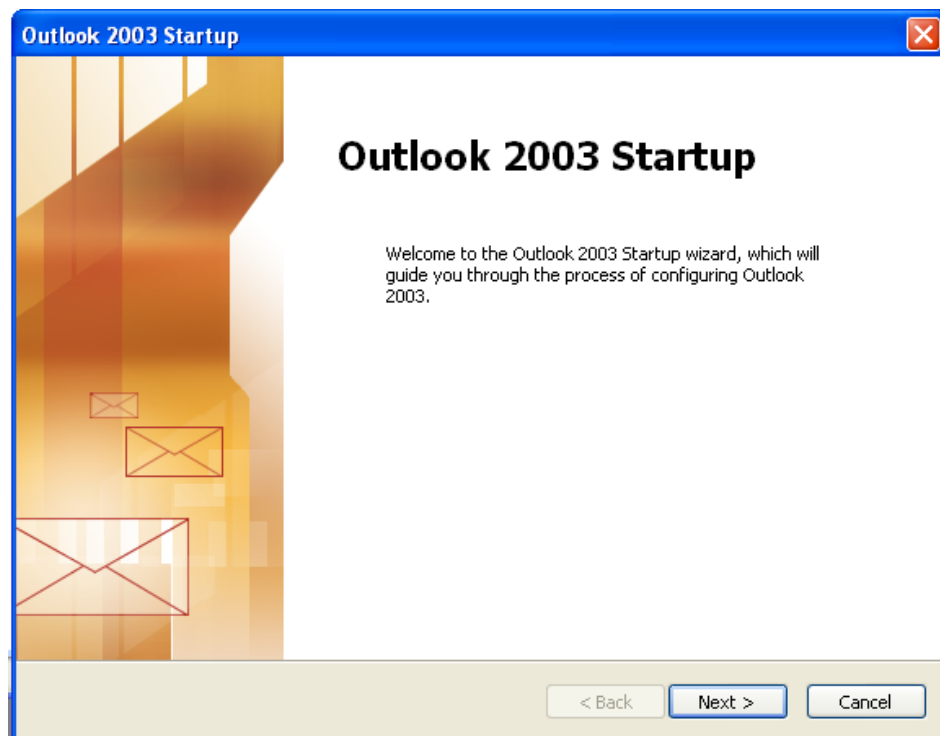 Outlook 2003 Startup
Outlook 2003 Startup
Welcome to the Outlook 2003 Startup wizard, which will
guide you through the process of configuring Outlook
2003.
< Back Next > Cancel